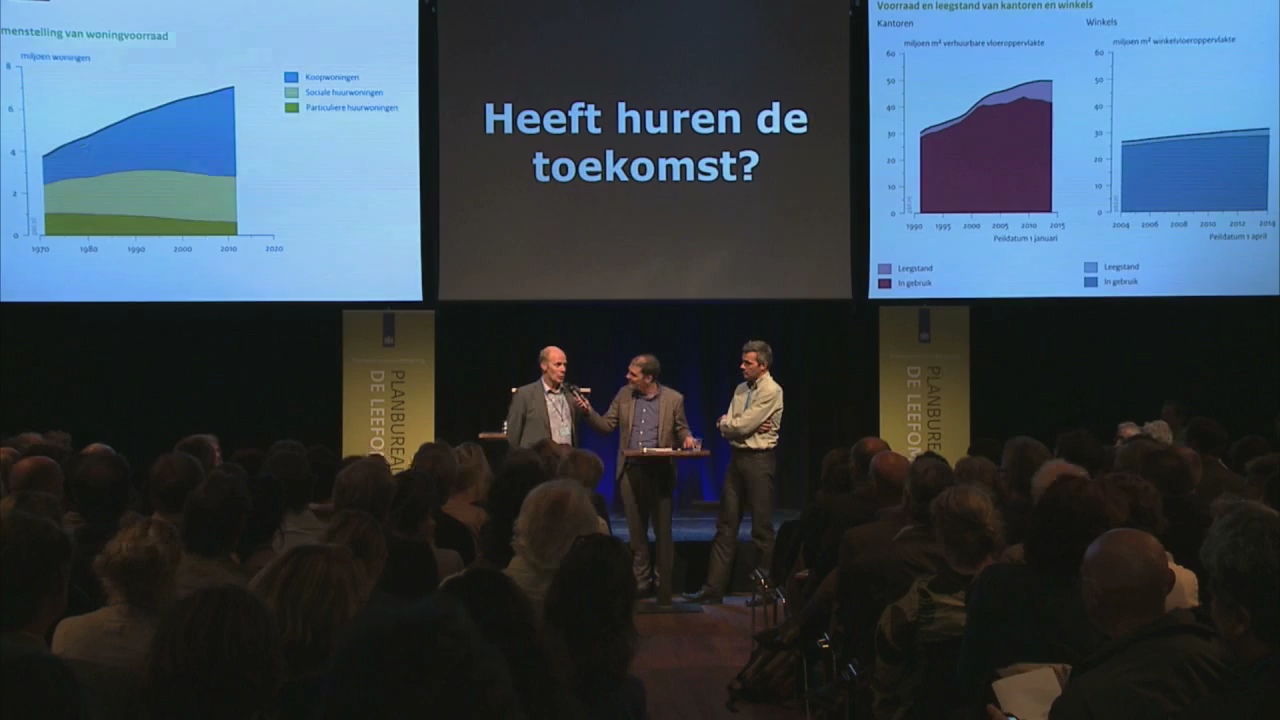 menstelling van woningvoorraad
miljoen woningen
8
6
4
2
0
1970 1980 1990 2000 2010 2020
Koopwoningen
Sociale huurwoningen
Particuliere huurwoningen
Heeft huren de
toekomst?
Voorraad en leegstand van kantoren en winkels
Kantoren
miljoen m² verhuurbare vloeroppervlakte
60
50
40
30
20
10
0
1990 1995 2000 2005 2010 2015
Peildatum 1 januari
Leegstand
In gebruik
Winkels
miljoen m² winkelvloeroppervlakte
60
50
40
30
20
10
0
2004 2006 2008 2010 2012 2014
Peildatum 1 april
Leegstand
In gebruik
PLANBUREAU
DE LEEFOM
PLANBUREA
DE LEEFOM